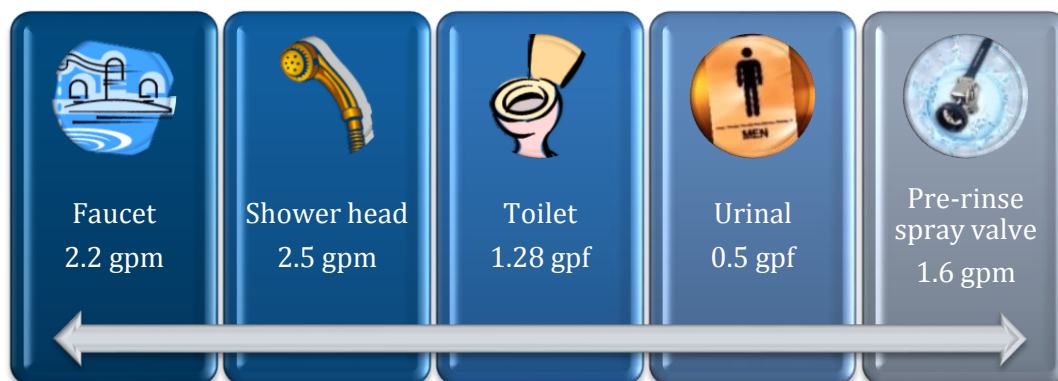 MEN
Faucet
2.2 gpm
Shower head
2.5 gpm
Toilet
1.28 gpf
Urinal
0.5 gpf
Pre-rinse
spray valve
1.6 gpm